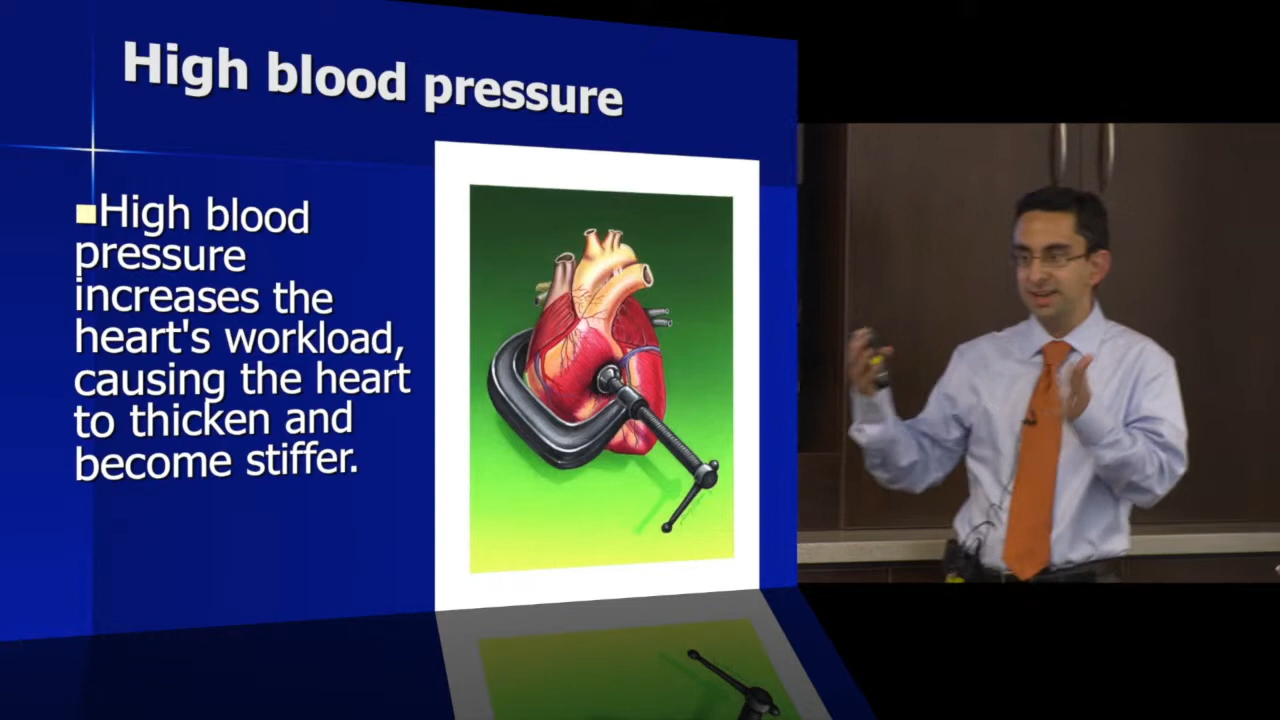 High blood pressure
High blood
pressure
increases the
heart's workload,
causing the heart
to thicken and
become stiffer.